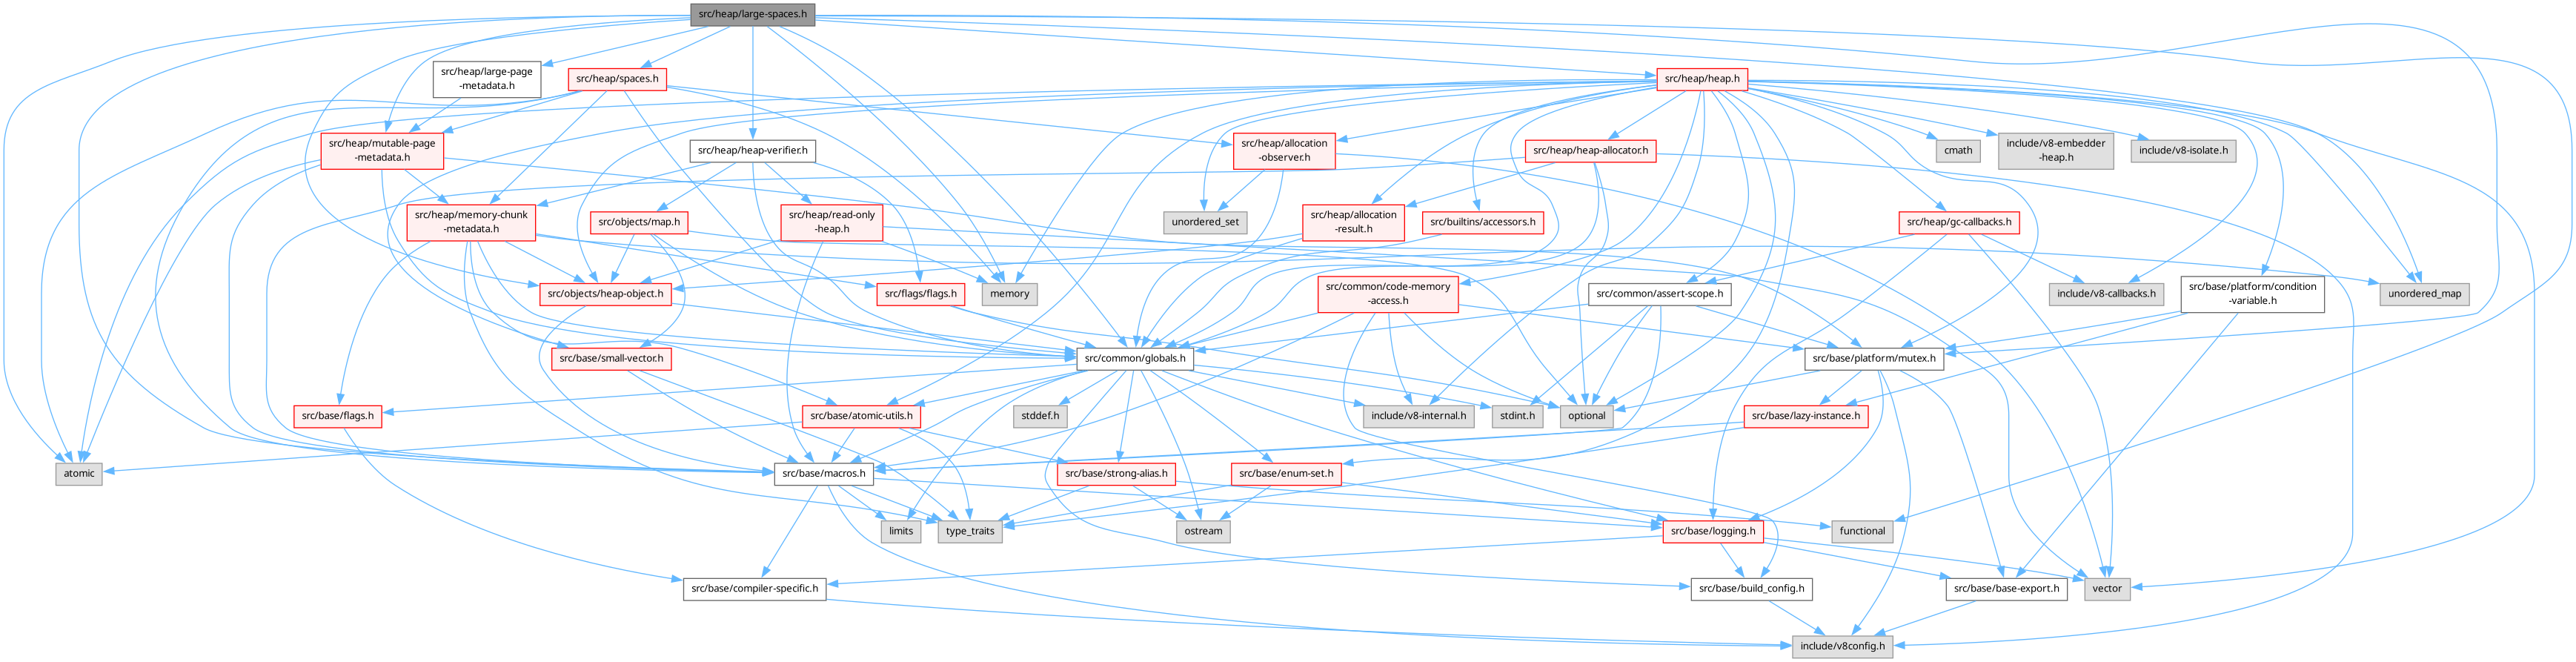 src/heap/large-spaces.h
src/heap/large-page
-metadata.h
src/heap/spaces.h
src/heap/heap.h
src/heap/mutable-page
-metadata.h
src/heap/heap-verifier.h
src/heap/allocation
-observer.h
src/heap/heap-allocator.h
cmath
include/v8-embedder
-heap.h
include/v8-isolate.h
src/heap/memory-chunk
-metadata.h
src/objects/map.h
src/heap/read-only
-heap.h
unordered_set
src/heap/allocation
-result.h
src/builtins/accessors.h
src/heap/gc-callbacks.h
src/objects/heap-object.h
src/flags/flags.h
memory
src/common/code-memory
-access.h
src/common/assert-scope.h
include/v8-callbacks.h
src/base/platform/condition
-variable.h
unordered_map
src/base/small-vector.h
src/common/globals.h
src/base/platform/mutex.h
src/base/flags.h
src/base/atomic-utils.h
stddef.h
include/v8-internal.h
stdint.h
optional
src/base/lazy-instance.h
atomic
src/base/macros.h
src/base/strong-alias.h
src/base/enum-set.h
limits
type_traits
ostream
src/base/logging.h
functional
src/base/compiler-specific.h
src/base/build_config.h
src/base/base-export.h
vector
include/v8config.h